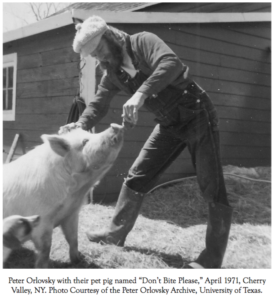 Peter Orlovsky with their pet pig named “Don’t Bite Please,” April 1971, Cherry
Valley, NY. Photo Courtesy of the Peter Orlovsky Archive, University of Texas.